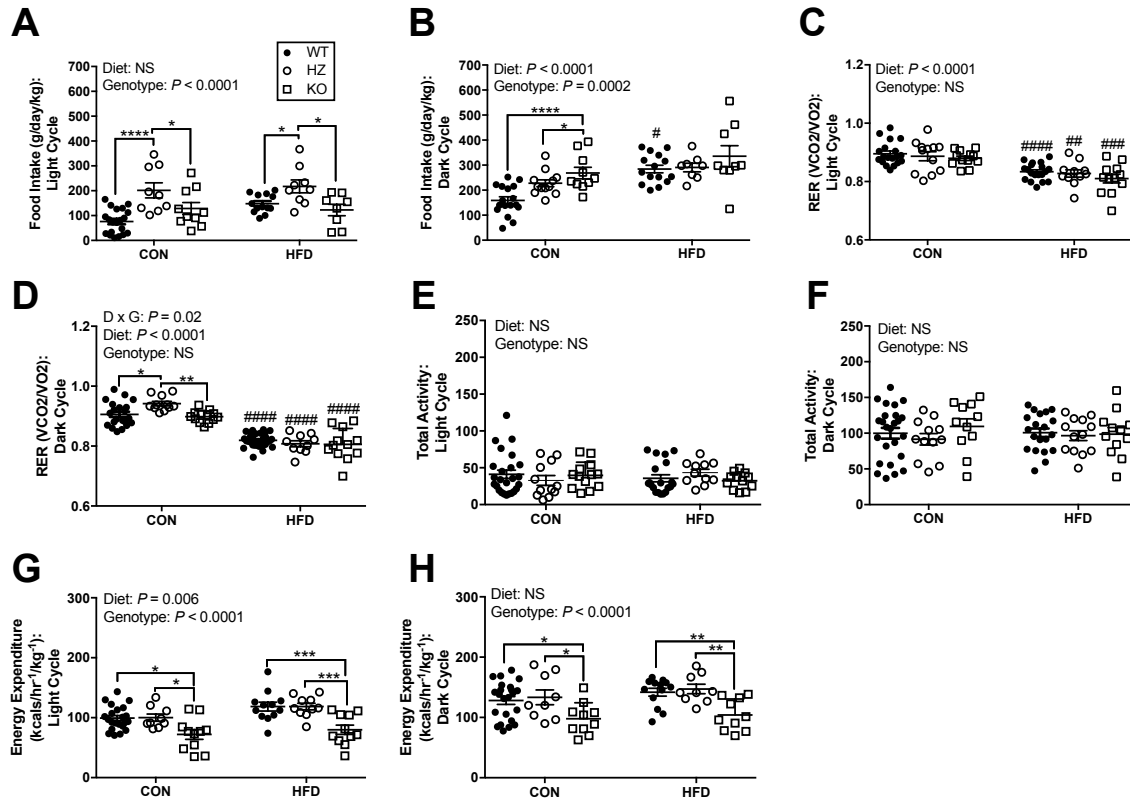 A
WT
HZ
KO
Diet: NS
Genotype: P < 0.0001
Food Intake (g/day/kg):
Light Cycle
700
600
500
400
300
200
100
0
****
*
*
*
CON
HFD
B
Diet: P < 0.0001
Genotype: P = 0.0002
Food Intake (g/day/kg):
Dark Cycle
700
600
500
400
300
200
100
0
****
*
#
CON
HFD
C
Diet: P < 0.0001
Genotype: NS
RER (VCO2/VO2):
Light Cycle
1.2
1.0
0.8
0.6
####
##
###
CON
HFD
D
D x G: P = 0.02
Diet: P < 0.0001
Genotype: NS
RER (VCO2/VO2):
Dark Cycle
1.2
1.0
0.8
0.6
*
**
####
####
####
CON
HFD
E
Diet: NS
Genotype: NS
Total Activity:
Light Cycle
250
200
150
100
50
0
CON
HFD
F
Diet: NS
Genotype: NS
Total Activity:
Dark Cycle
250
200
150
100
50
0
CON
HFD
G
Diet: P = 0.006
Genotype: P < 0.0001
Energy Expenditure
(kcals/hr⁻¹/kg⁻¹):
Light Cycle
300
200
100
0
*
*
***
***
CON
HFD
H
Diet: NS
Genotype: P < 0.0001
Energy Expenditure
(kcals/hr⁻¹/kg⁻¹):
Dark Cycle
300
200
100
0
*
*
**
**
CON
HFD